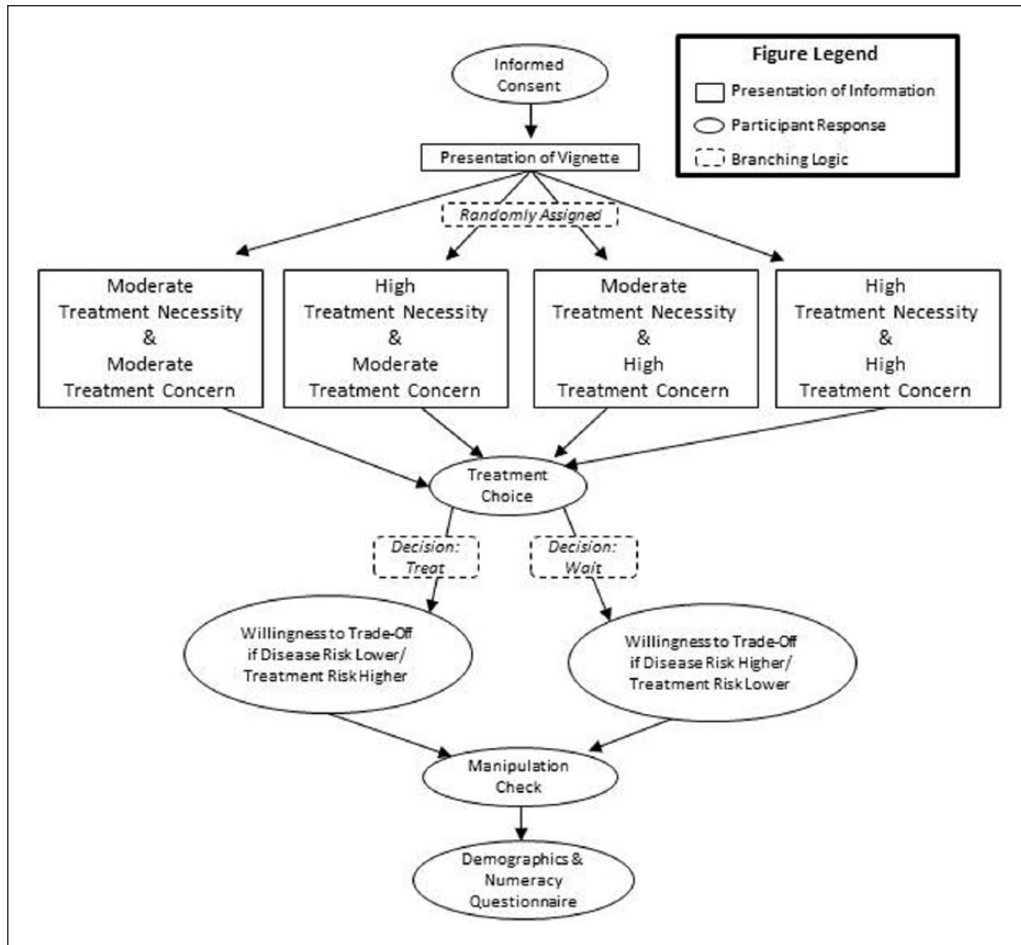 Informed
Consent
Figure Legend
Presentation of Information
Participant Response
Branching Logic
Presentation of Vignette
Randomly Assigned
Moderate
Treatment Necessity
&
Moderate
Treatment Concern
High
Treatment Necessity
&
Moderate
Treatment Concern
Moderate
Treatment Necessity
&
High
Treatment Concern
High
Treatment Necessity
&
High
Treatment Concern
Treatment
Choice
Decision:
Treat
Decision:
Wait
Willingness to Trade-Off
if Disease Risk Lower/
Treatment Risk Higher
Willingness to Trade-Off
if Disease Risk Higher/
Treatment Risk Lower
Manipulation
Check
Demographics &
Numeracy
Questionnaire